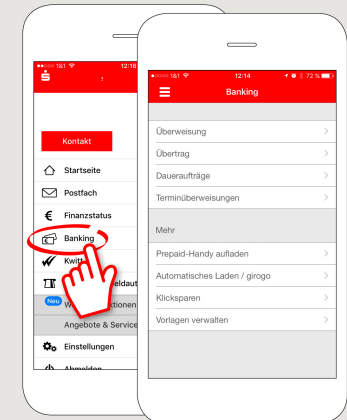 1&1 12:16
Kontakt
Startseite
Postfach
€ Finanzstatus
Banking
Kwitt
Neu
Angebote & Service
Einstellungen
Abmelden
1&1 12:14 72 %
Banking
Überweisung
Übertrag
Daueraufträge
Terminüberweisungen
Mehr
Prepaid-Handy aufladen
Automatisches Laden / girogo
Klicksparen
Vorlagen verwalten